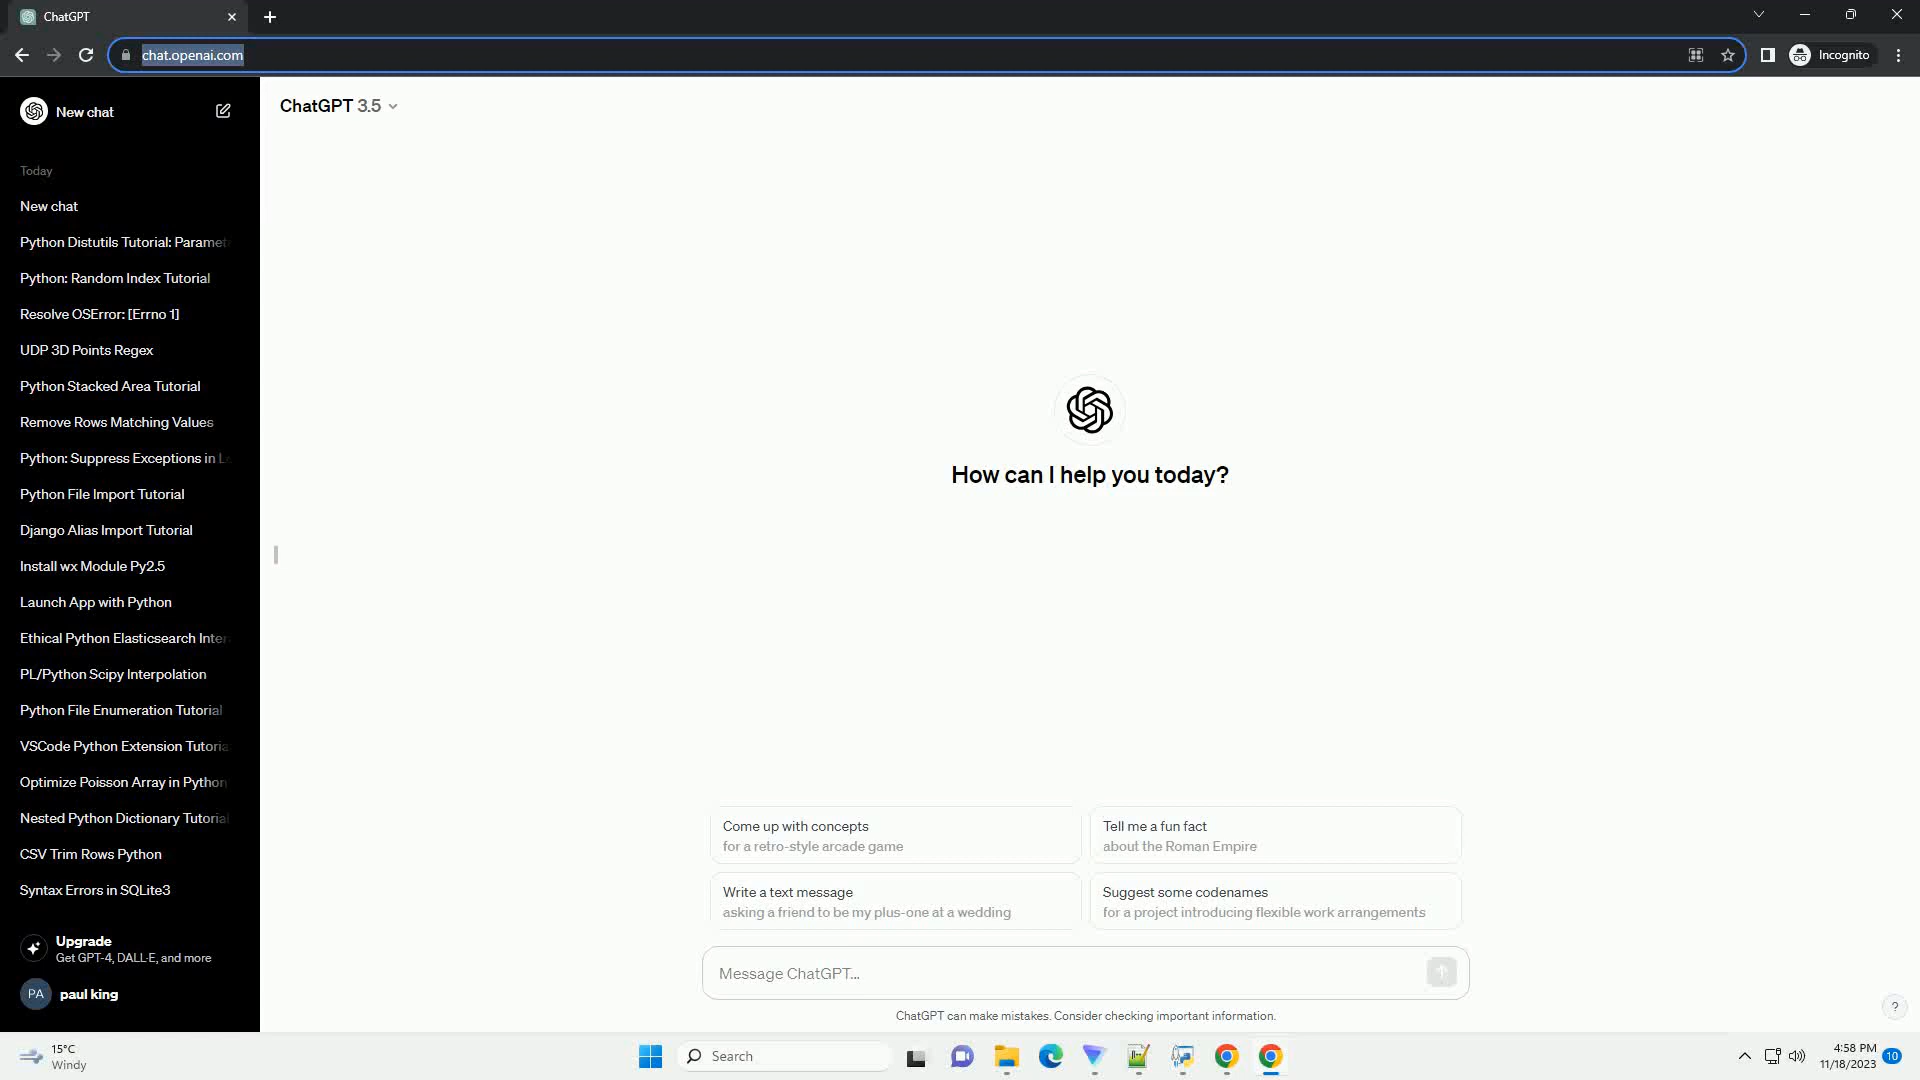 ChatGPT
chat.openai.com
Incognito
New chat
ChatGPT 3.5
Today
New chat
Python Distutils Tutorial: Paramet
Python: Random Index Tutorial
Resolve OSError: [Errno 1]
UDP 3D Points Regex
Python Stacked Area Tutorial
Remove Rows Matching Values
Python: Suppress Exceptions in L
Python File Import Tutorial
Django Alias Import Tutorial
Install wx Module Py2.5
Launch App with Python
Ethical Python Elasticsearch Inter
PL/Python Scipy Interpolation
Python File Enumeration Tutorial
VSCode Python Extension Tutoria
Optimize Poisson Array in Python
Nested Python Dictionary Tutorial
CSV Trim Rows Python
Syntax Errors in SQLite3
Upgrade
Get GPT-4, DALL·E, and more
PA
paul king
How can I help you today?
Come up with concepts
for a retro-style arcade game
Tell me a fun fact
about the Roman Empire
Write a text message
asking a friend to be my plus-one at a wedding
Suggest some codenames
for a project introducing flexible work arrangements
Message ChatGPT...
ChatGPT can make mistakes. Consider checking important information.
?
15°C
Windy
Search
4:58 PM
11/18/2023
10